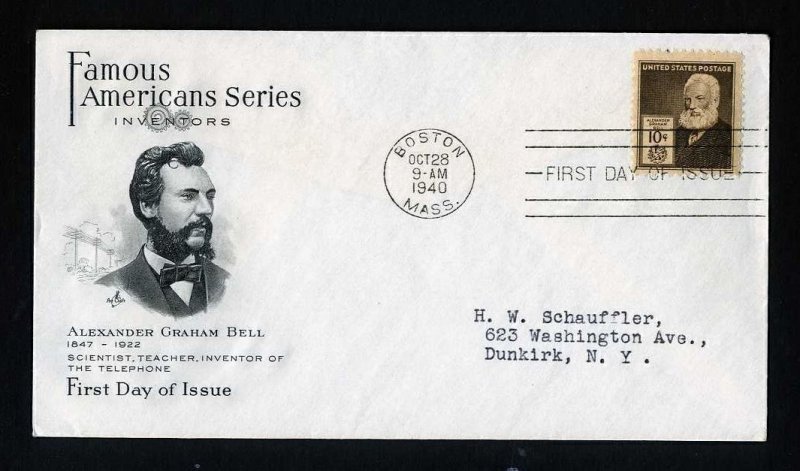 Famous
Americans Series
INVENTORS
ALEXANDER GRAHAM BELL
1847 - 1922
SCIENTIST, TEACHER, INVENTOR OF
THE TELEPHONE
First Day of Issue
BOSTON
OCT 28
9-AM
1940
MASS.
UNITED STATES POSTAGE
ALEXANDER
GRAHAM
BELL
10¢
FIRST DAY OF ISSUE
H. W. Schauffler,
623 Washington Ave.,
Dunkirk, N. Y .